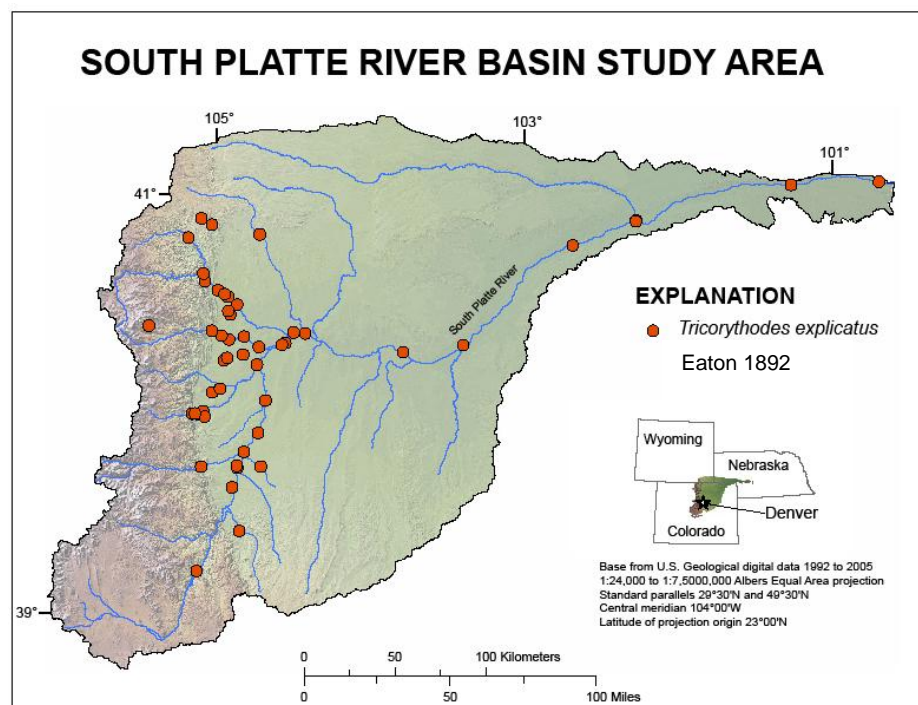 SOUTH PLATTE RIVER BASIN STUDY AREA
105°
103°
101°
41°
South Platte River
EXPLANATION
Tricorythodes explicatus
Eaton 1892
Wyoming
Nebraska
Denver
Colorado
Base from U.S. Geological digital data 1992 to 2005
1:24,000 to 1:7,5000,000 Albers Equal Area projection
Standard parallels 29°30'N and 49°30'N
Central meridian 104°00'W
Latitude of projection origin 23°00'N
39°
0 50 100 Kilometers
0 50 100 Miles